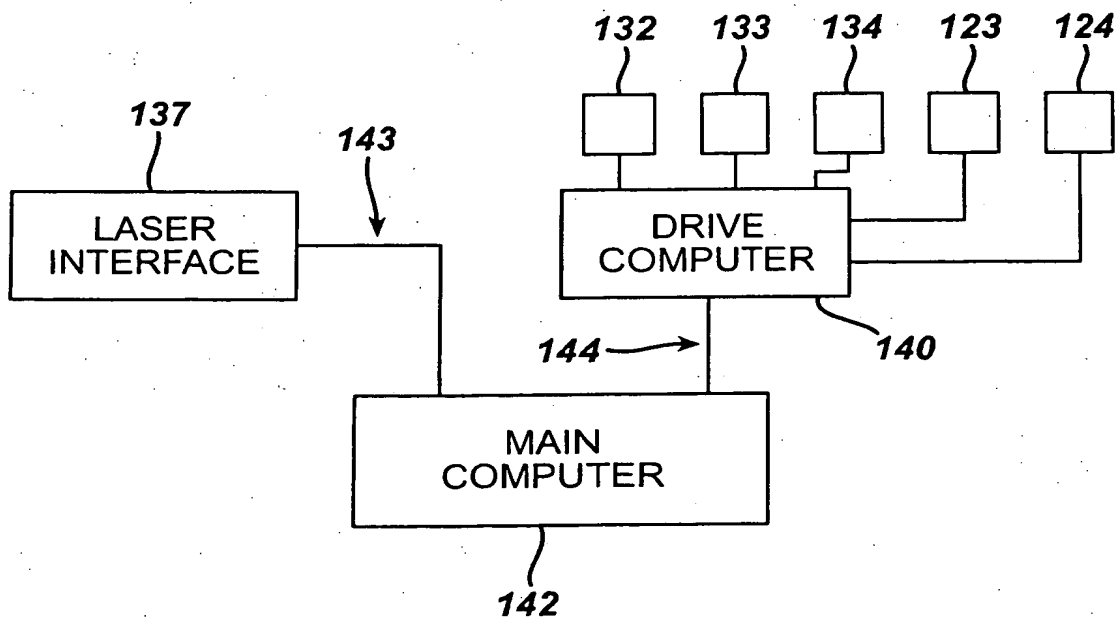 132
133
134
123
124
137
143
LASER
INTERFACE
DRIVE
COMPUTER
144
140
MAIN
COMPUTER
142